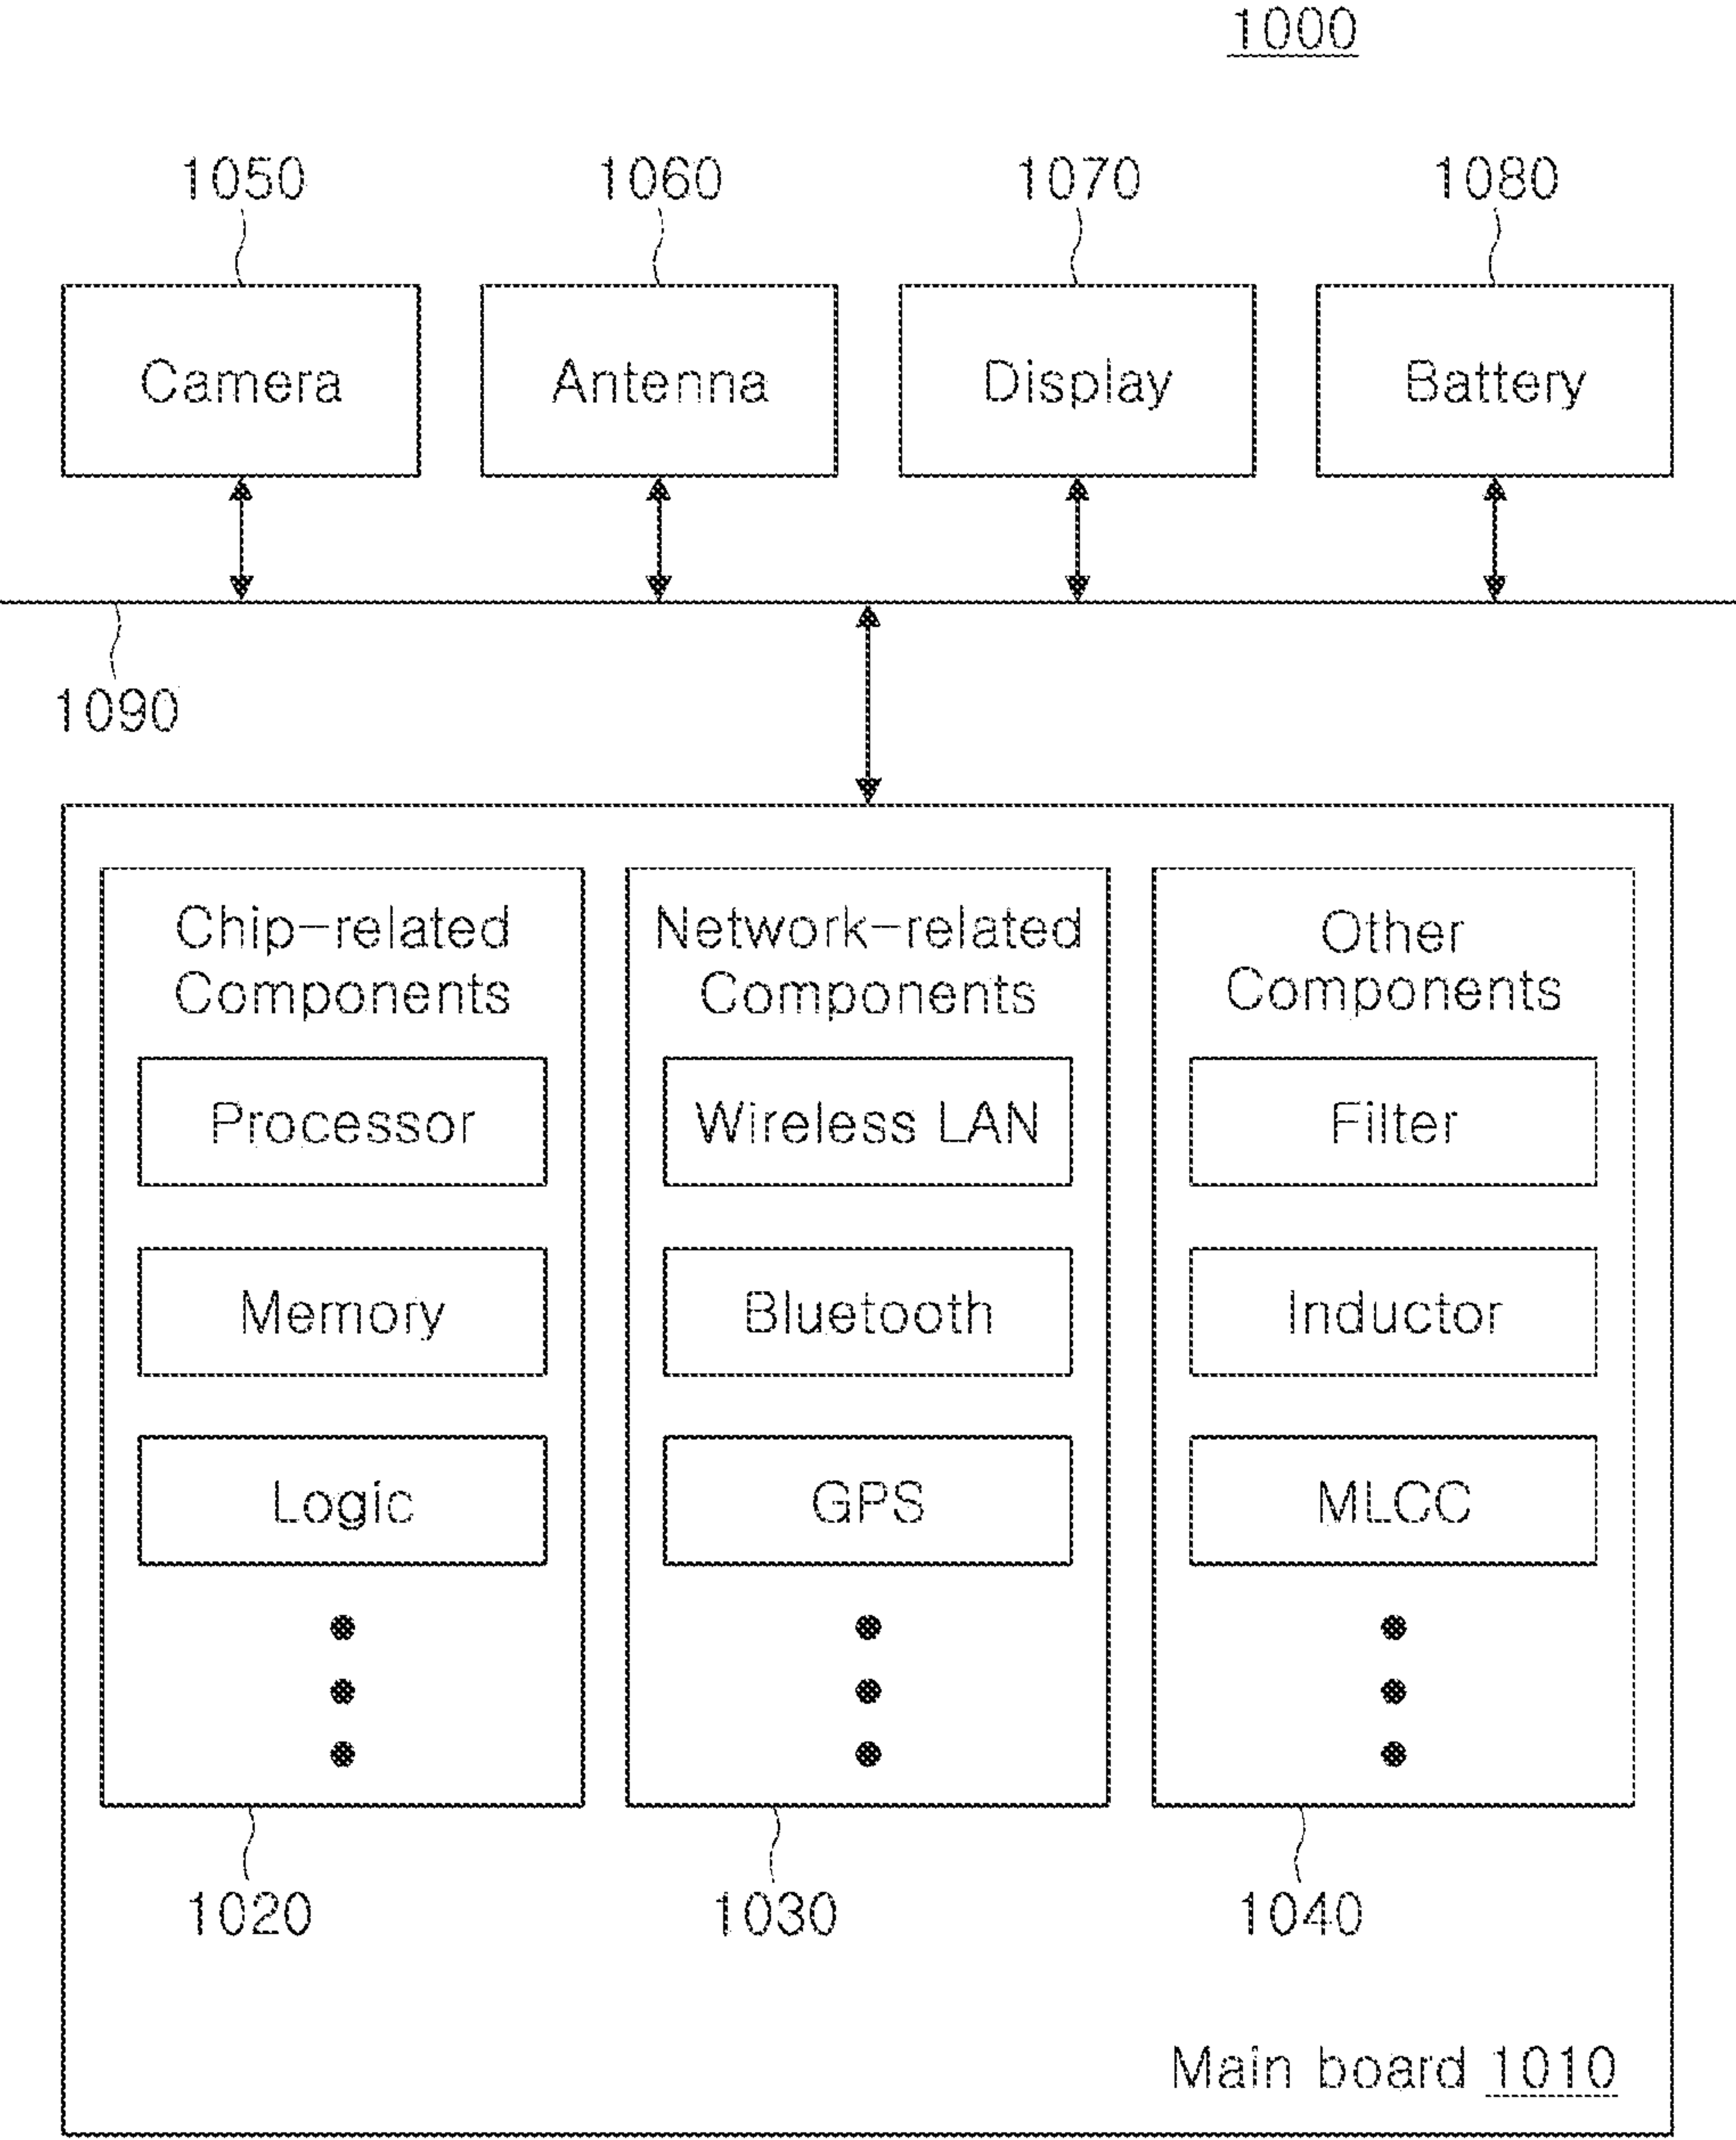 1000
1050 1060 1070 1080
Camera Antenna Display Battery
1090
Chip-related
Components
Processor
Memory
Logic
1020
Network-related
Components
Wireless LAN
Bluetooth
GPS
1030
Other
Components
Filter
Inductor
MLCC
1040
Main board 1010